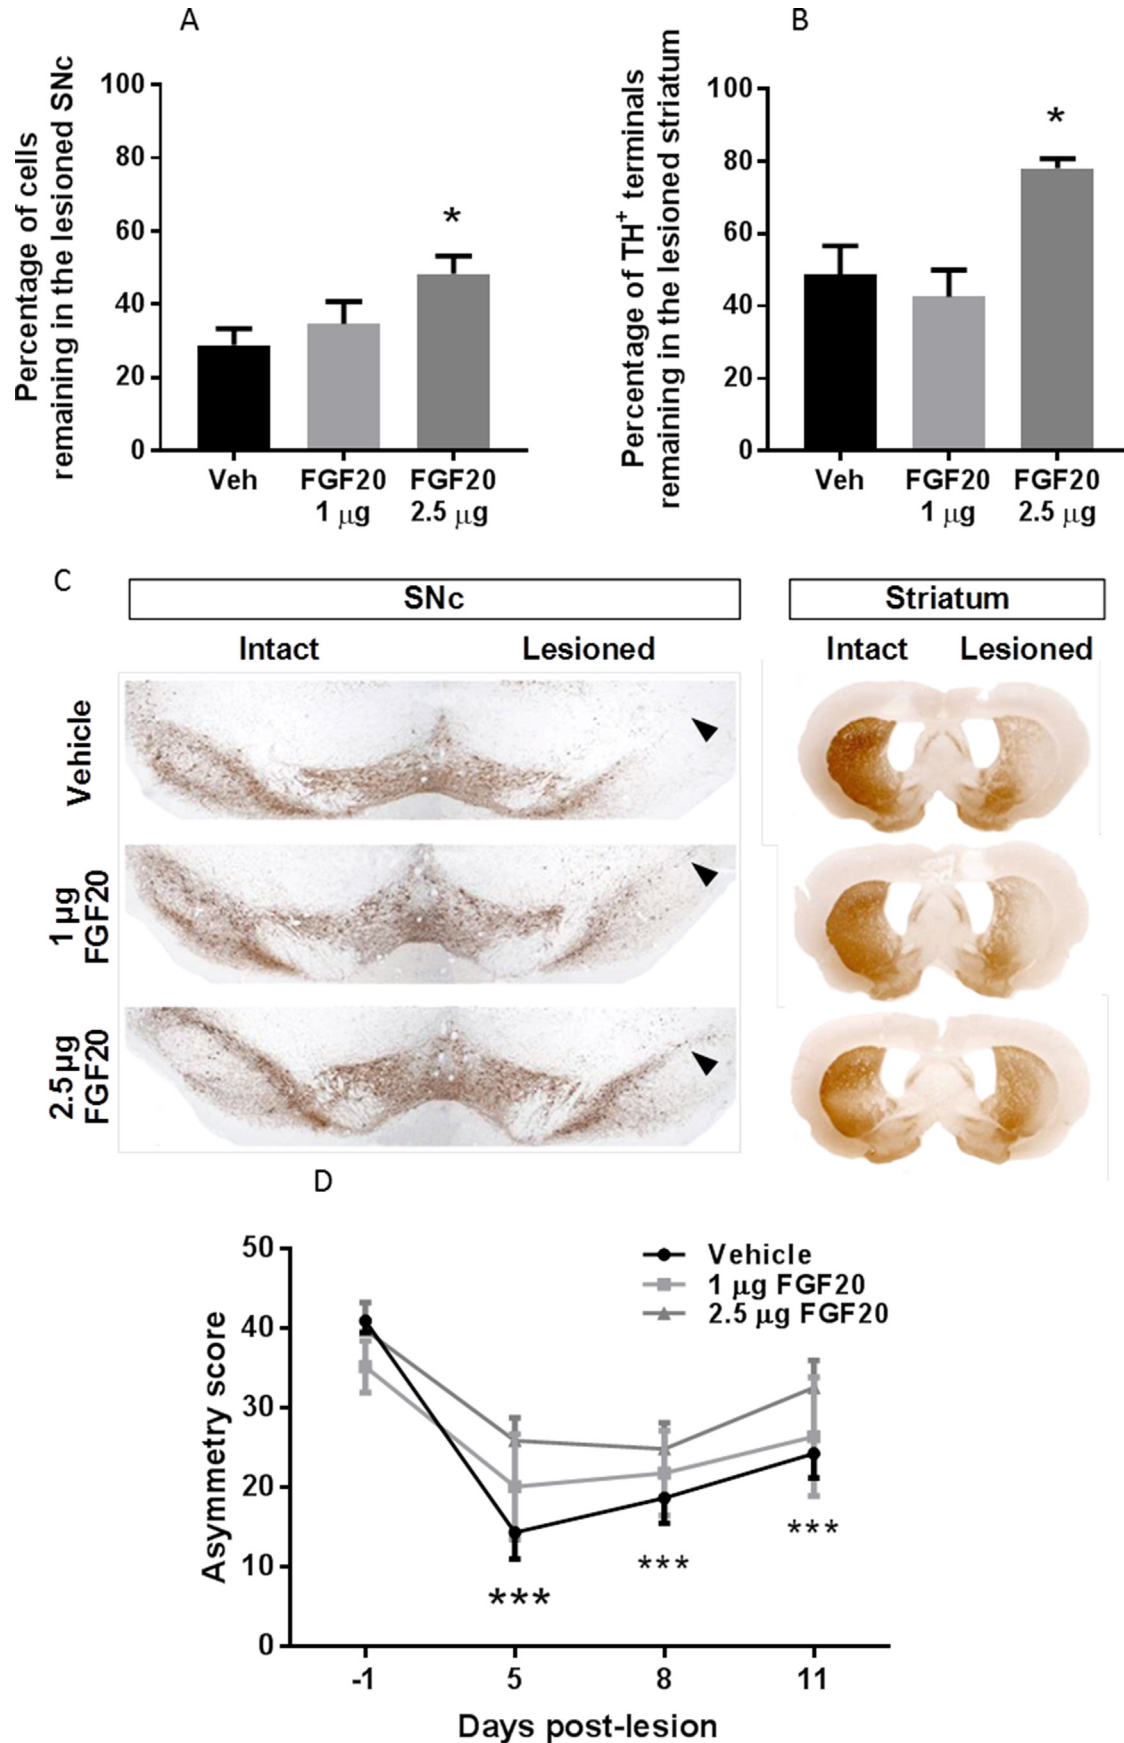 A
Percentage of cells
remaining in the lesioned SNc
100
80
60
40
20
0
*
Veh
FGF20
1 µg
FGF20
2.5 µg
B
Percentage of TH⁺ terminals
remaining in the lesioned striatum
100
80
60
40
20
0
*
Veh
FGF20
1 µg
FGF20
2.5 µg
C
SNc
Striatum
Intact
Lesioned
Intact
Lesioned
Vehicle
1 µg
FGF20
2.5µg
FGF20
D
Asymmetry score
50
40
30
20
10
0
Vehicle
1 µg FGF20
2.5 µg FGF20
***
***
***
-1
5
8
11
Days post-lesion